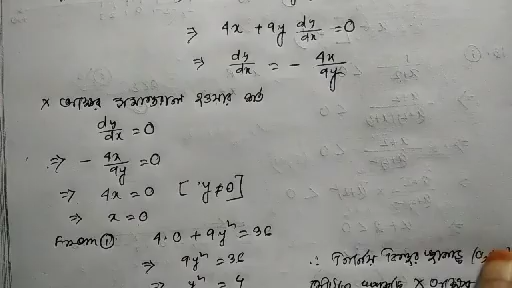 ⇒ 4x + 9y dy/dx = 0
⇒ dy/dx = - 4x/9y
x অক্ষের সমান্তরাল হওয়ার শর্ত
dy/dx = 0
⇒ - 4x/9y = 0
⇒ 4x = 0 [∵ y ≠ 0]
⇒ x = 0
From ① 4.0 + 9y² = 36
⇒ 9y² = 36
⇒ y² = 4
∴ নির্ণেয় বিন্দুর স্থানাঙ্ক (0,
x